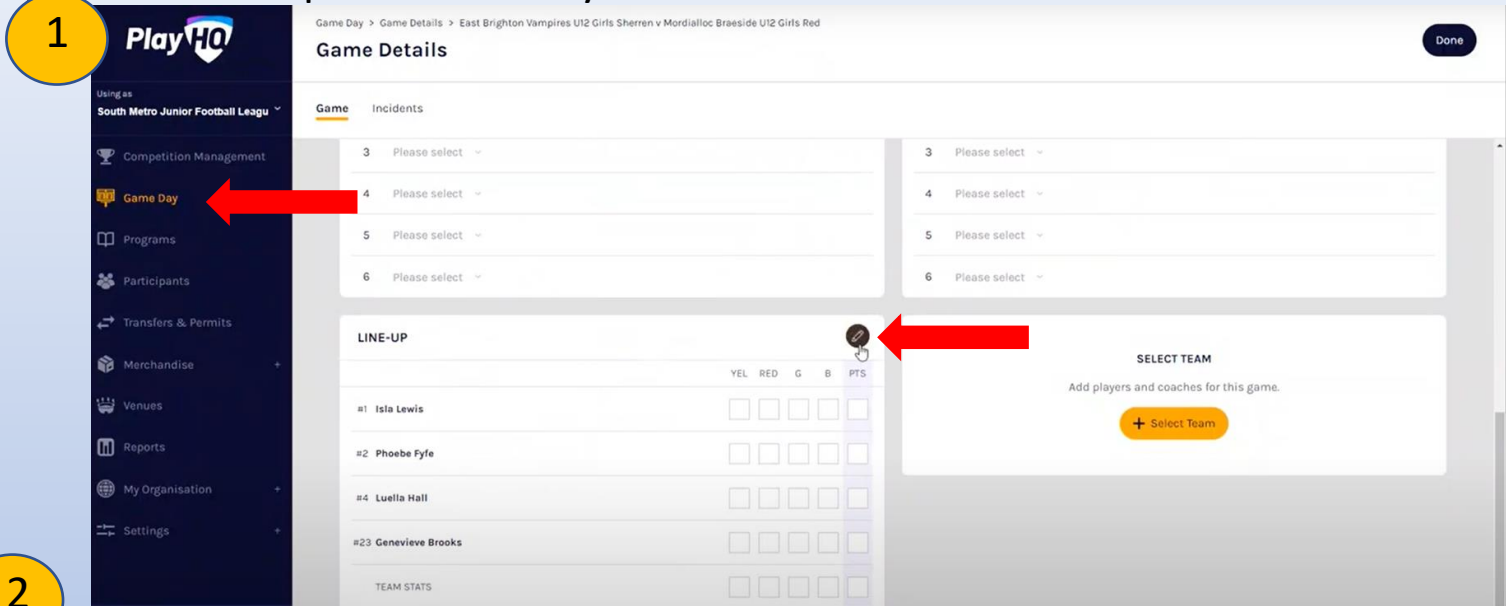 1
PlayHQ
Using as
South Metro Junior Football Leagu
Competition Management
Game Day
Programs
Participants
Transfers & Permits
Merchandise +
Venues
Reports
My Organisation +
Settings +
Game Day > Game Details > East Brighton Vampires U12 Girls Sherren v Mordialloc Braeside U12 Girls Red
Game Details
Done
Game Incidents
3 Please select
4 Please select
5 Please select
6 Please select
3 Please select
4 Please select
5 Please select
6 Please select
LINE-UP
YEL RED G B PTS
#1 Isla Lewis
#2 Phoebe Fyfe
#4 Luella Hall
#23 Genevieve Brooks
TEAM STATS
SELECT TEAM
Add players and coaches for this game.
+ Select Team
2